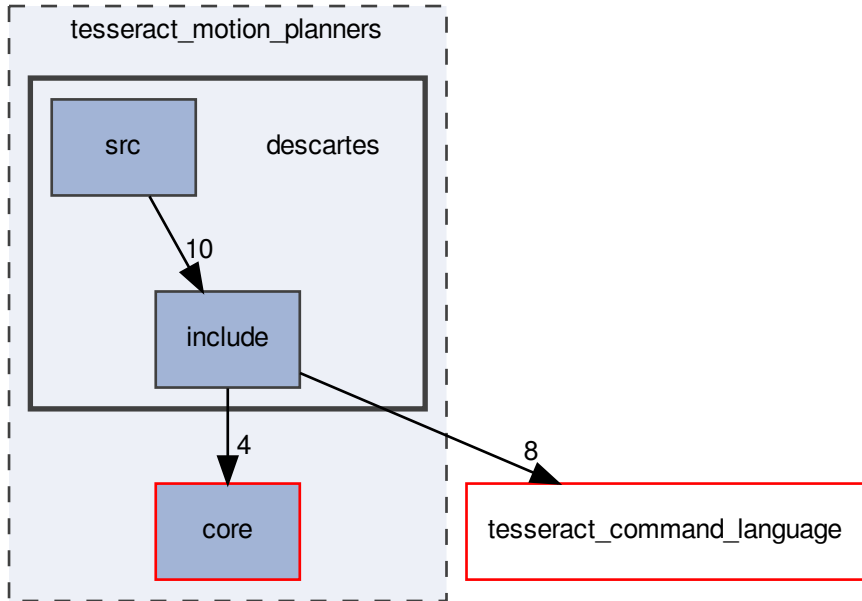 tesseract_motion_planners
src
descartes
10
include
4
8
core
tesseract_command_language